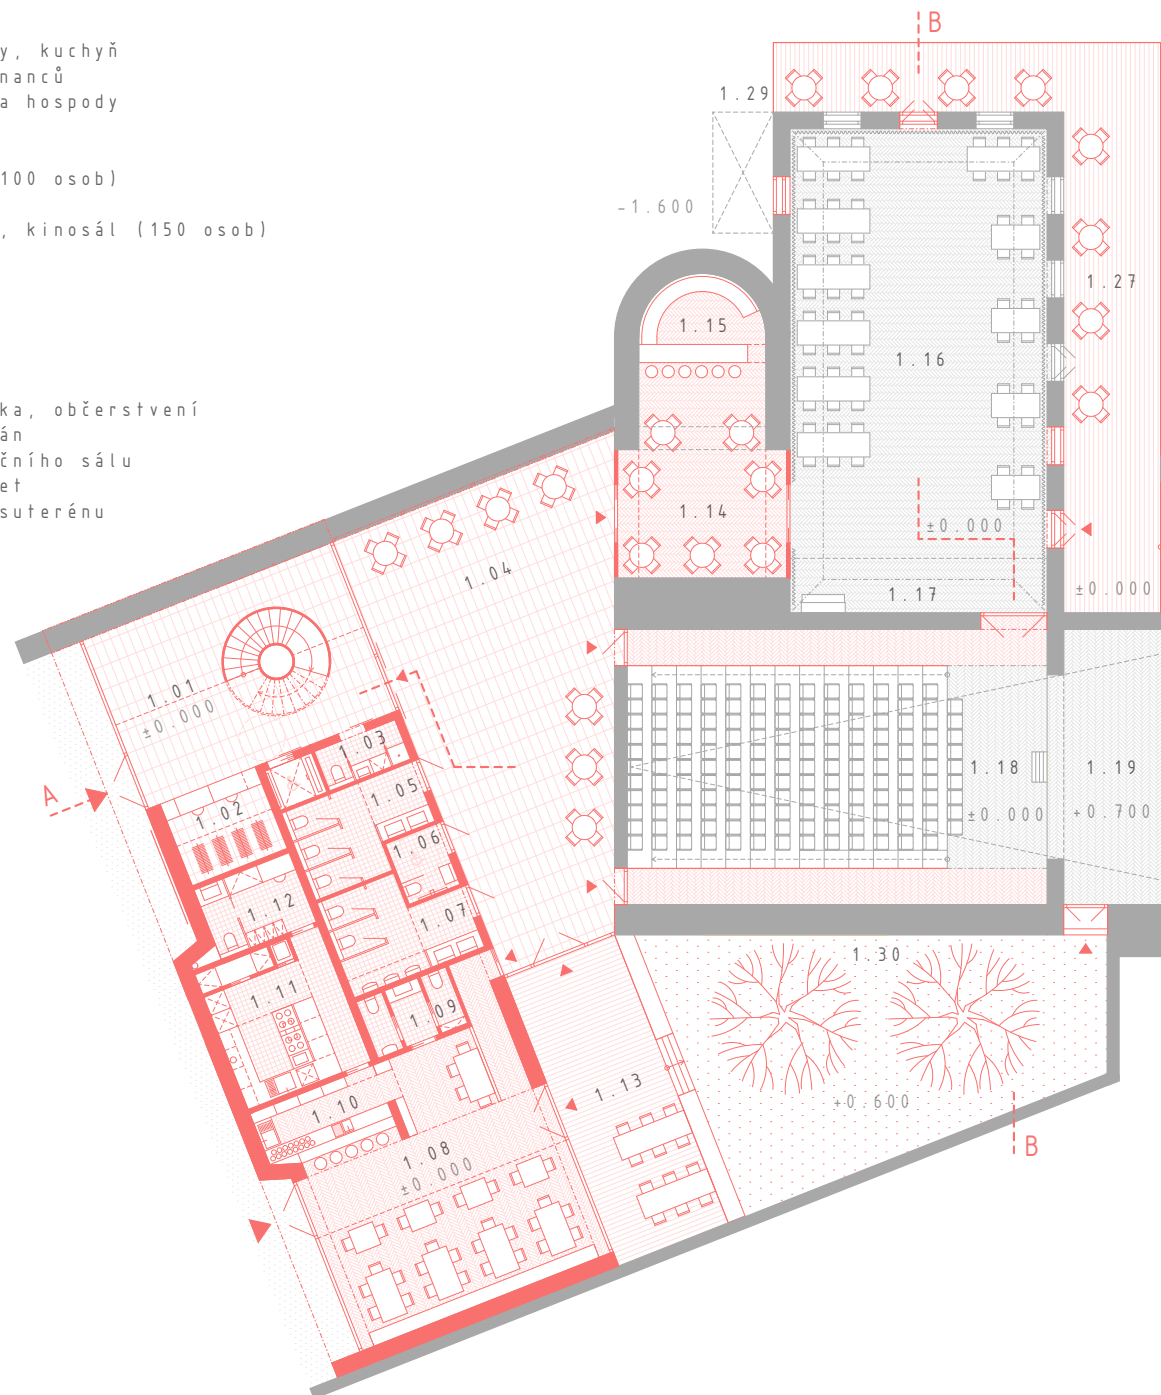 y, kuchyň
nanců
a hospody
100 osob)
, kinosál (150 osob)
ka, občerstvení
án
čního sálu
et
suterénu
B
1.29
-1.600
1.27
1.15
1.16
1.14
±0.000
1.04
±0.000
1.17
1.01
±0.000
1.03
1.18
1.19
A
1.02
1.05
±0.000
+0.700
1.06
1.12
1.07
1.30
1.11
1.09
1.13
+0.600
1.10
B
1.08
±0.000